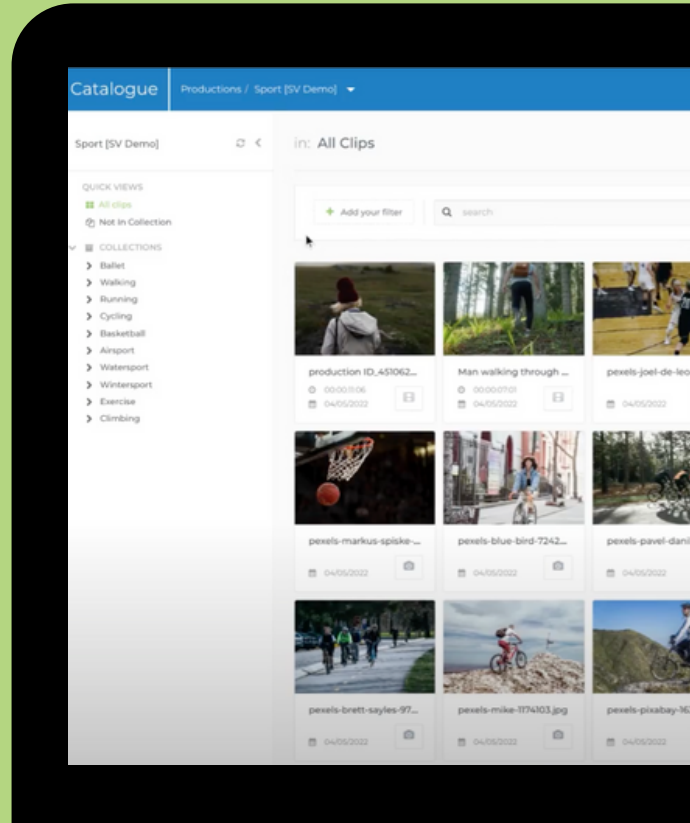 Catalogue
Productions / Sport [SV Demo]
Sport [SV Demo]
in: All Clips
QUICK VIEWS
All clips
Not In Collection
COLLECTIONS
Ballet
Walking
Running
Cycling
Basketball
Airsport
Watersport
Wintersport
Exercise
Climbing
+ Add your filter
search
production ID_451062...
00:00:11:06
04/05/2022
Man walking through ...
00:00:07:01
04/05/2022
pexels-joel-de-leo
04/05/2022
pexels-markus-spiske-...
04/05/2022
pexels-blue-bird-7242...
04/05/2022
pexels-pavel-dani
04/05/2022
pexels-brett-sayles-97...
04/05/2022
pexels-mike-1174103.jpg
04/05/2022
pexels-pixabay-16
04/05/2022